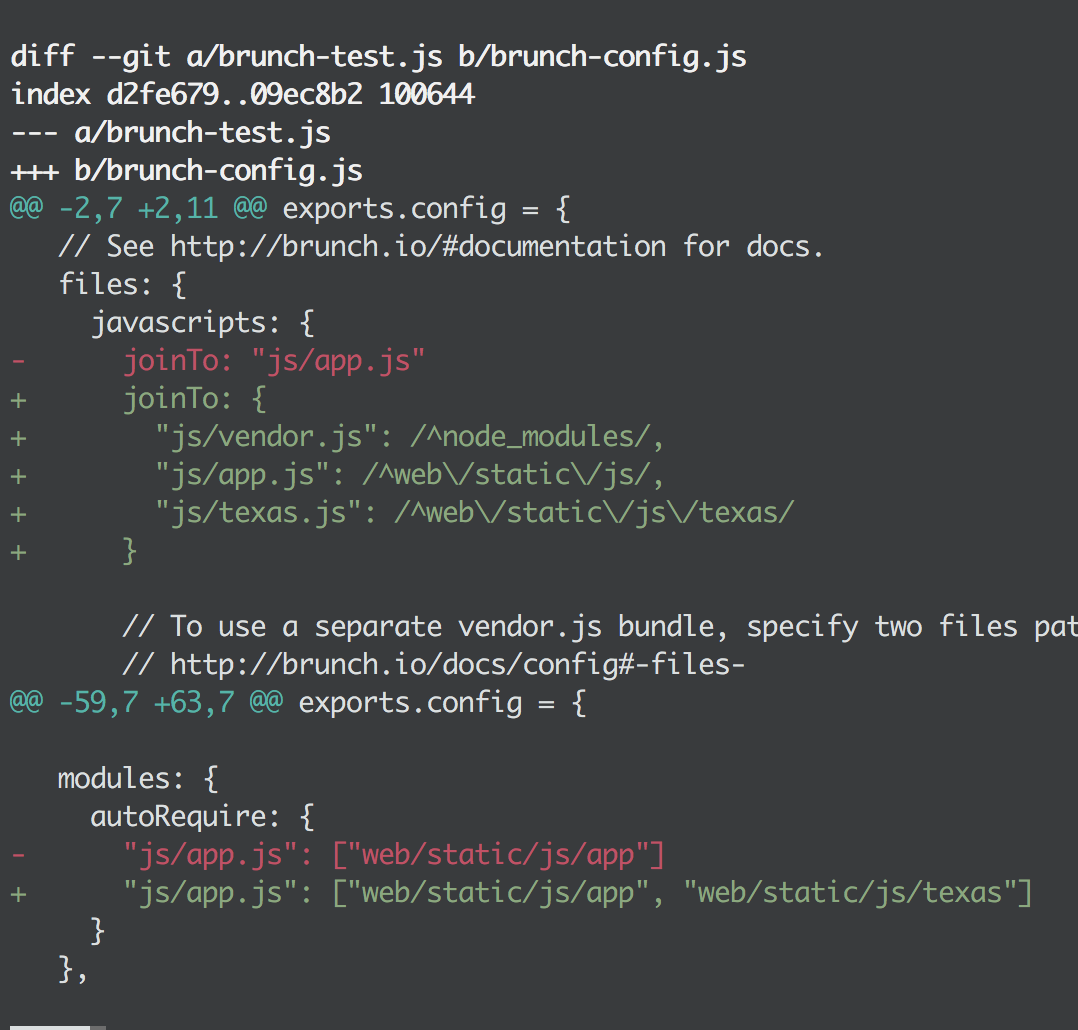 diff --git a/brunch-test.js b/brunch-config.js
index d2fe679..09ec8b2 100644
--- a/brunch-test.js
+++ b/brunch-config.js
@@ -2,7 +2,11 @@ exports.config = {
   // See http://brunch.io/#documentation for docs.
   files: {
     javascripts: {
-      joinTo: "js/app.js"
+      joinTo: {
+        "js/vendor.js": /^node_modules/,
+        "js/app.js": /^web\/static\/js/,
+        "js/texas.js": /^web\/static\/js\/texas/
+      }
       // To use a separate vendor.js bundle, specify two files pat
       // http://brunch.io/docs/config#-files-
@@ -59,7 +63,7 @@ exports.config = {
   modules: {
     autoRequire: {
-      "js/app.js": ["web/static/js/app"]
+      "js/app.js": ["web/static/js/app", "web/static/js/texas"]
     }
   },